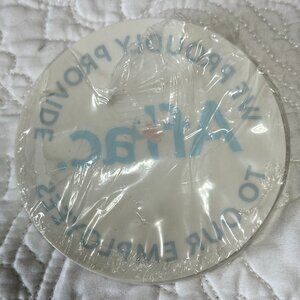 WE PROUDLY PROVIDE
Aflac.
TO OUR EMPLOYEES